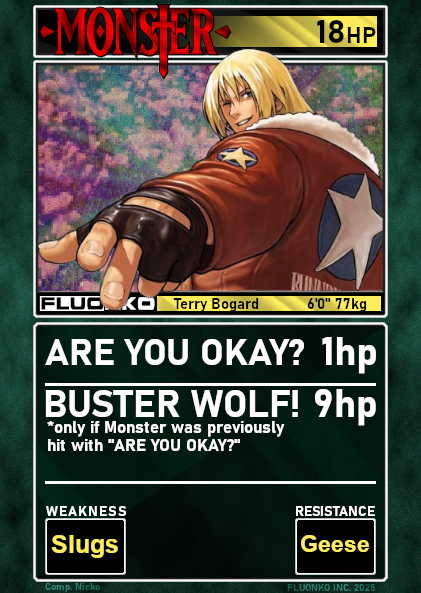 MONSTER
18HP
FLUONKO
Terry Bogard 6'0" 77kg
ARE YOU OKAY? 1hp
BUSTER WOLF! 9hp
*only if Monster was previously
hit with "ARE YOU OKAY?"
WEAKNESS RESISTANCE
Slugs Geese
Comp. Nicko FLUONKO INC. 2025